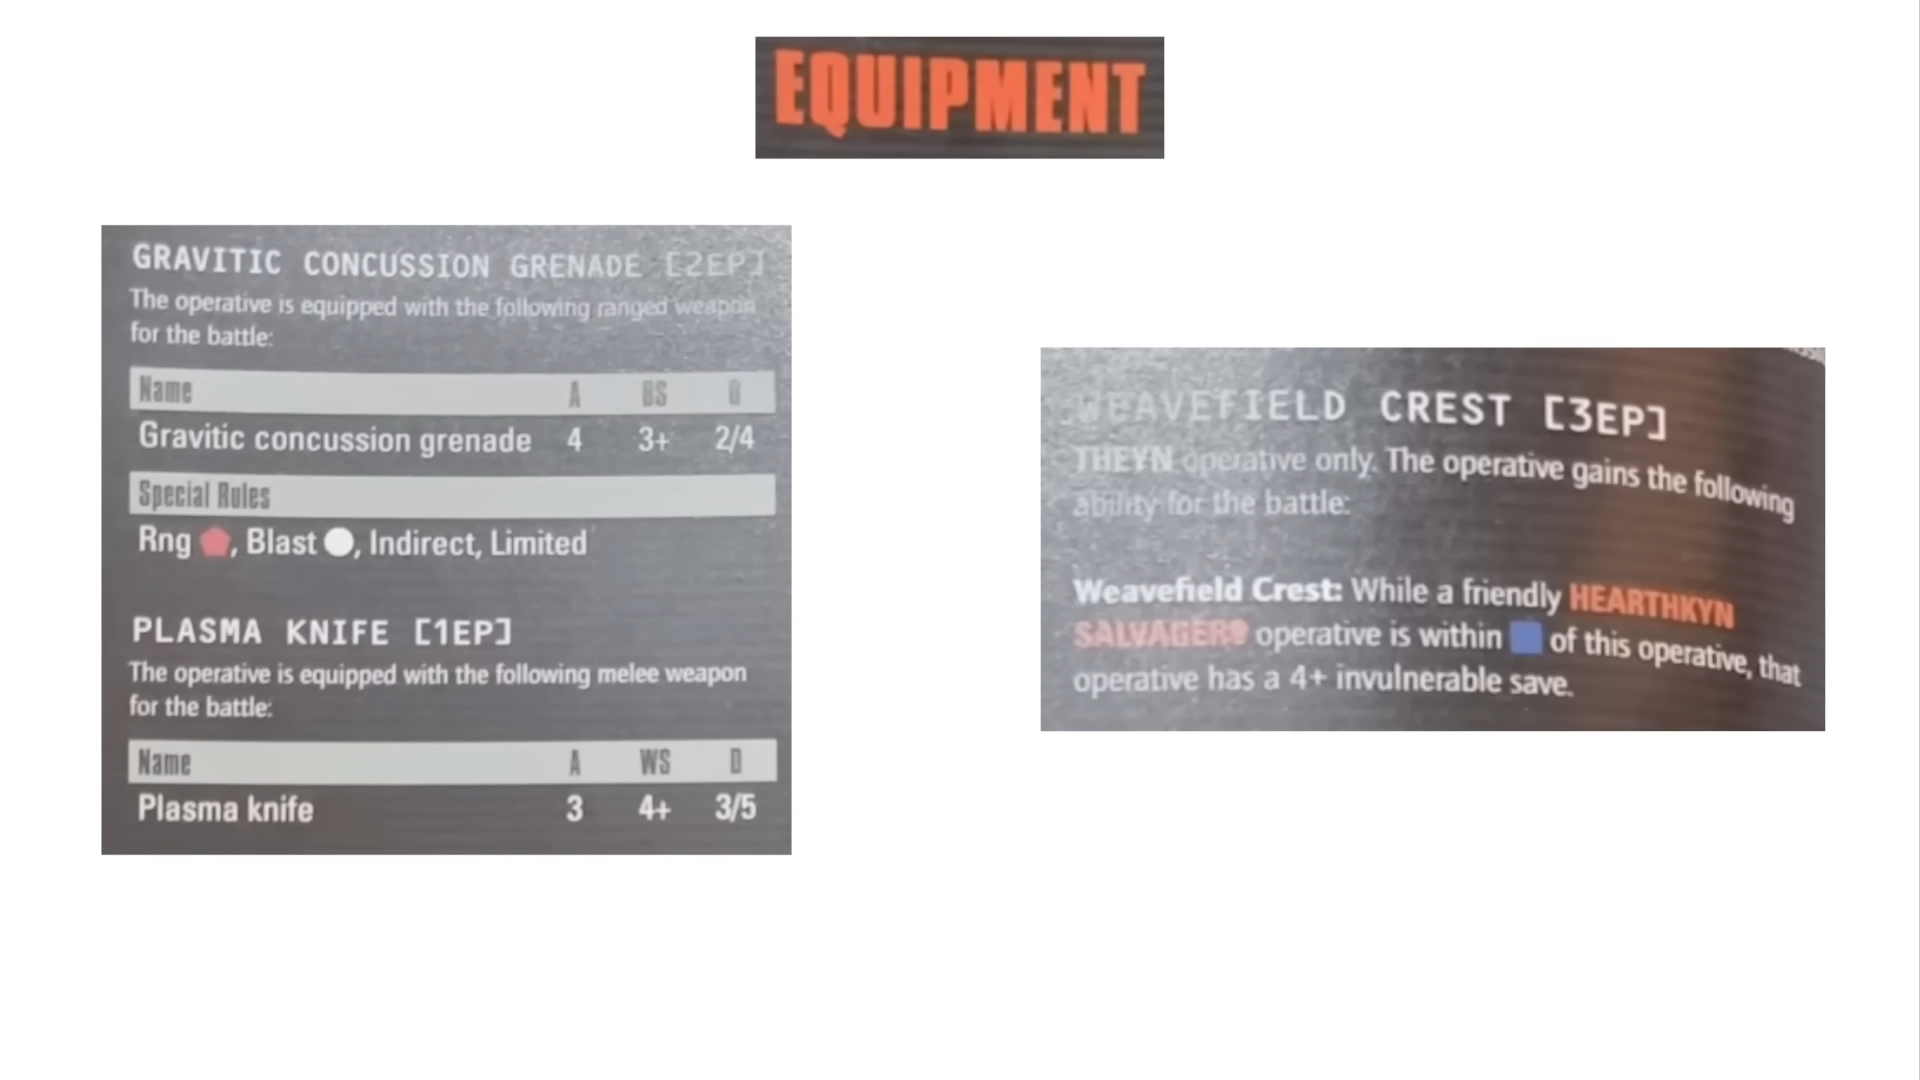 EQUIPMENT
GRAVITIC CONCUSSION GRENADE [2EP]
The operative is equipped with the following ranged weapon
for the battle:
Name A BS D
Gravitic concussion grenade 4 3+ 2/4
Special Rules
Rng , Blast , Indirect, Limited
PLASMA KNIFE [1EP]
The operative is equipped with the following melee weapon
for the battle:
Name A WS D
Plasma knife 3 4+ 3/5
WEAVEFIELD CREST [3EP]
THEYN operative only. The operative gains the following
ability for the battle:
Weavefield Crest: While a friendly HEARTHKYN
SALVAGER operative is within of this operative, that
operative has a 4+ invulnerable save.